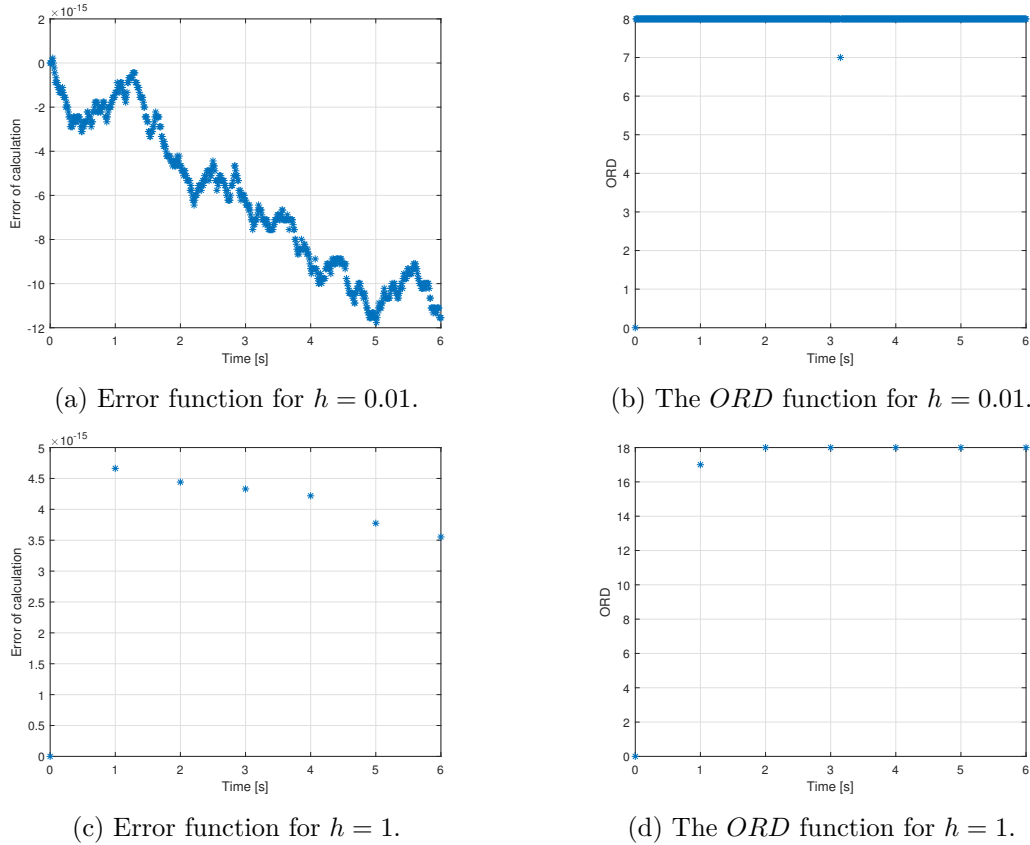 ×10⁻¹⁵
2
0
-2
-4
-6
-8
-10
-12
0 1 2 3 4 5 6
Time [s]
Error of calculation
8
7
6
5
4
3
2
1
0
0 1 2 3 4 5 6
Time [s]
ORD
(a) Error function for h = 0.01.
(b) The ORD function for h = 0.01.
×10⁻¹⁵
5
4.5
4
3.5
3
2.5
2
1.5
1
0.5
0
0 1 2 3 4 5 6
Time [s]
Error of calculation
18
16
14
12
10
8
6
4
2
0
0 1 2 3 4 5 6
Time [s]
ORD
(c) Error function for h = 1.
(d) The ORD function for h = 1.